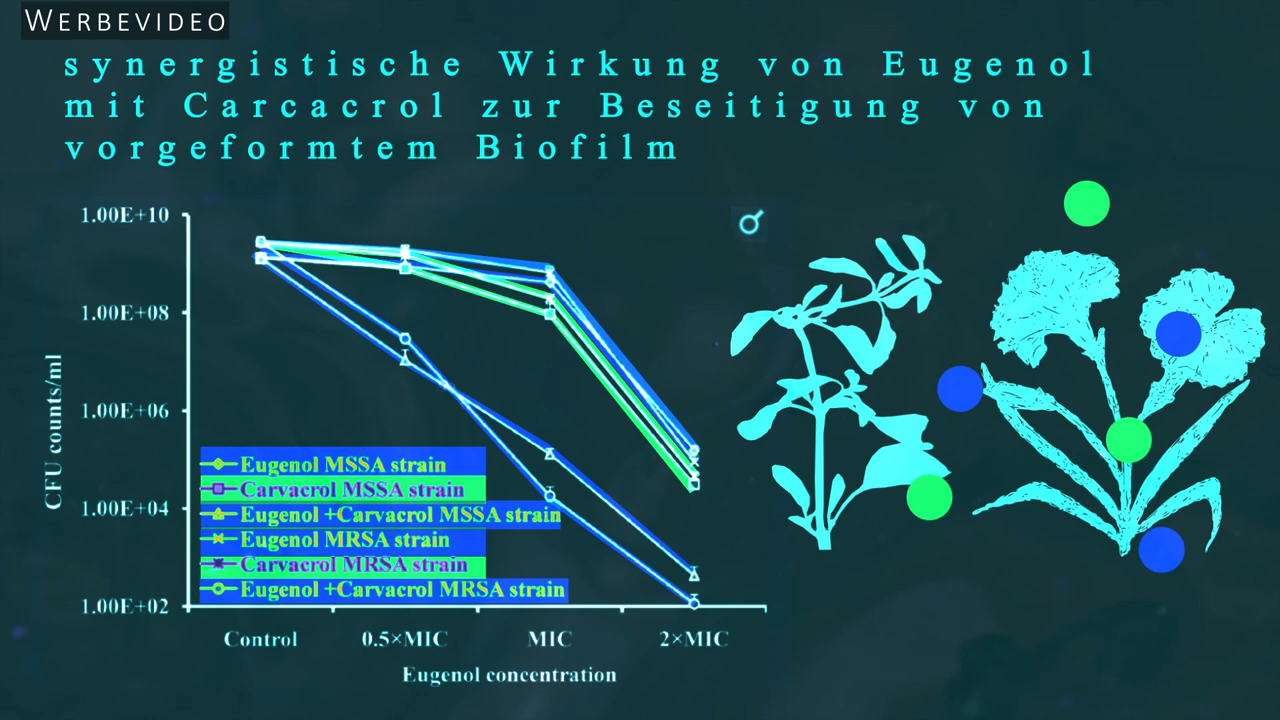 WERBEVIDEO
synergistische Wirkung von Eugenol
mit Carcacrol zur Beseitigung von
vorgeformtem Biofilm
1.00E+10
1.00E+08
1.00E+06
1.00E+04
1.00E+02
CFU counts/ml
Eugenol MSSA strain
Carvacrol MSSA strain
Eugenol +Carvacrol MSSA strain
Eugenol MRSA strain
Carvacrol MRSA strain
Eugenol +Carvacrol MRSA strain
Control 0.5×MIC MIC 2×MIC
Eugenol concentration